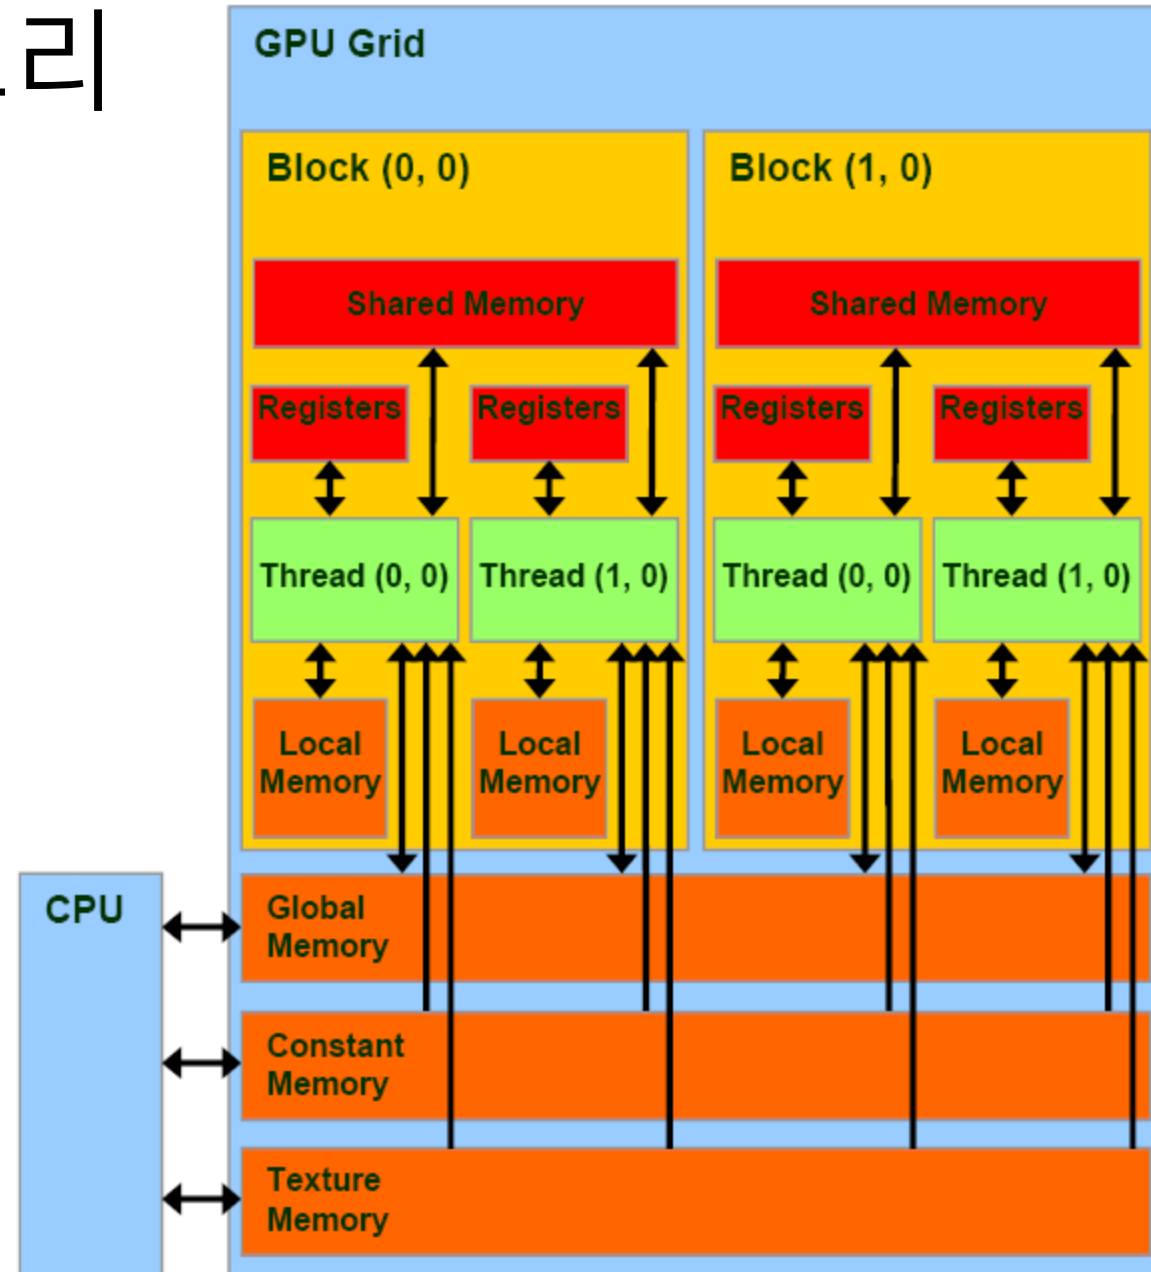 리
GPU Grid
Block (0, 0)
Block (1, 0)
Shared Memory
Shared Memory
Registers
Registers
Registers
Registers
Thread (0, 0)
Thread (1, 0)
Thread (0, 0)
Thread (1, 0)
Local
Memory
Local
Memory
Local
Memory
Local
Memory
CPU
Global
Memory
Constant
Memory
Texture
Memory